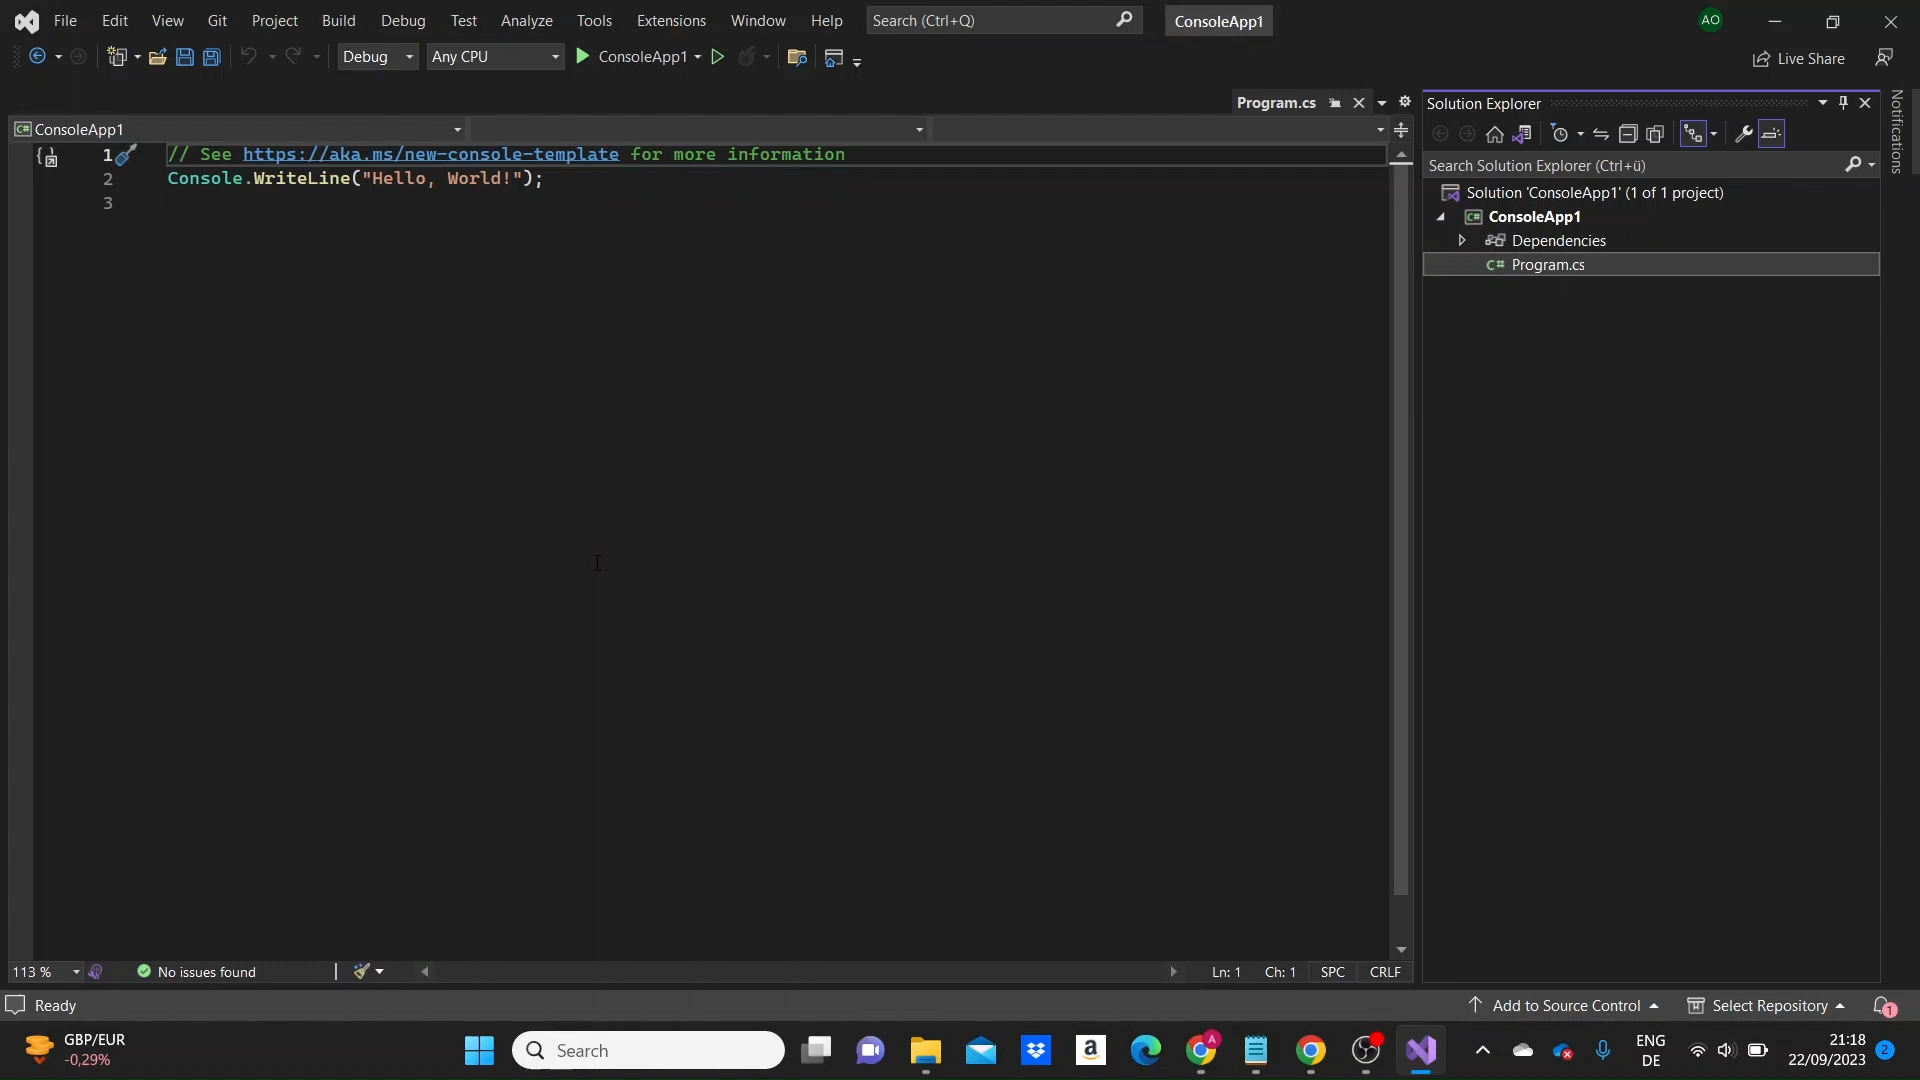 File Edit View Git Project Build Debug Test Analyze Tools Extensions Window Help Search (Ctrl+Q) ConsoleApp1 AO
Debug Any CPU ConsoleApp1 Live Share
Program.cs
Solution Explorer
Notifications
C# ConsoleApp1
Search Solution Explorer (Ctrl+ü)
1 // See https://aka.ms/new-console-template for more information
2 Console.WriteLine("Hello, World!");
3
Solution 'ConsoleApp1' (1 of 1 project)
C# ConsoleApp1
Dependencies
C# Program.cs
113 % No issues found Ln: 1 Ch: 1 SPC CRLF
Ready Add to Source Control Select Repository 1
GBP/EUR
-0,29%
Search
a
A
ENG
DE
21:18
22/09/2023
2